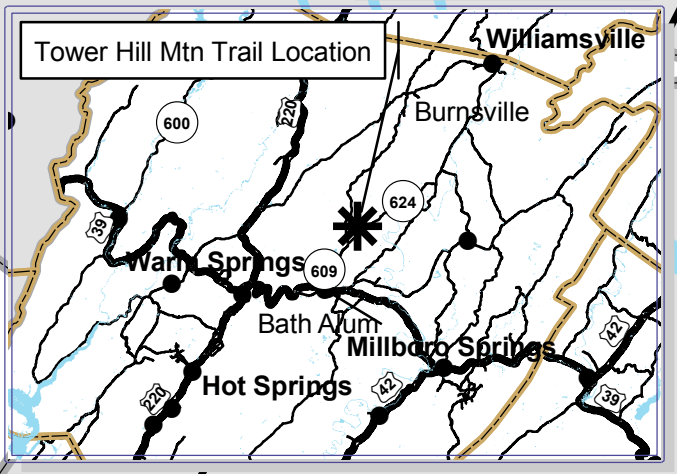 Tower Hill Mtn Trail Location
Williamsville
220
Burnsville
600
624
39
Warm Springs
609
Bath Alum
Millboro Springs
42
Hot Springs
42
220
39